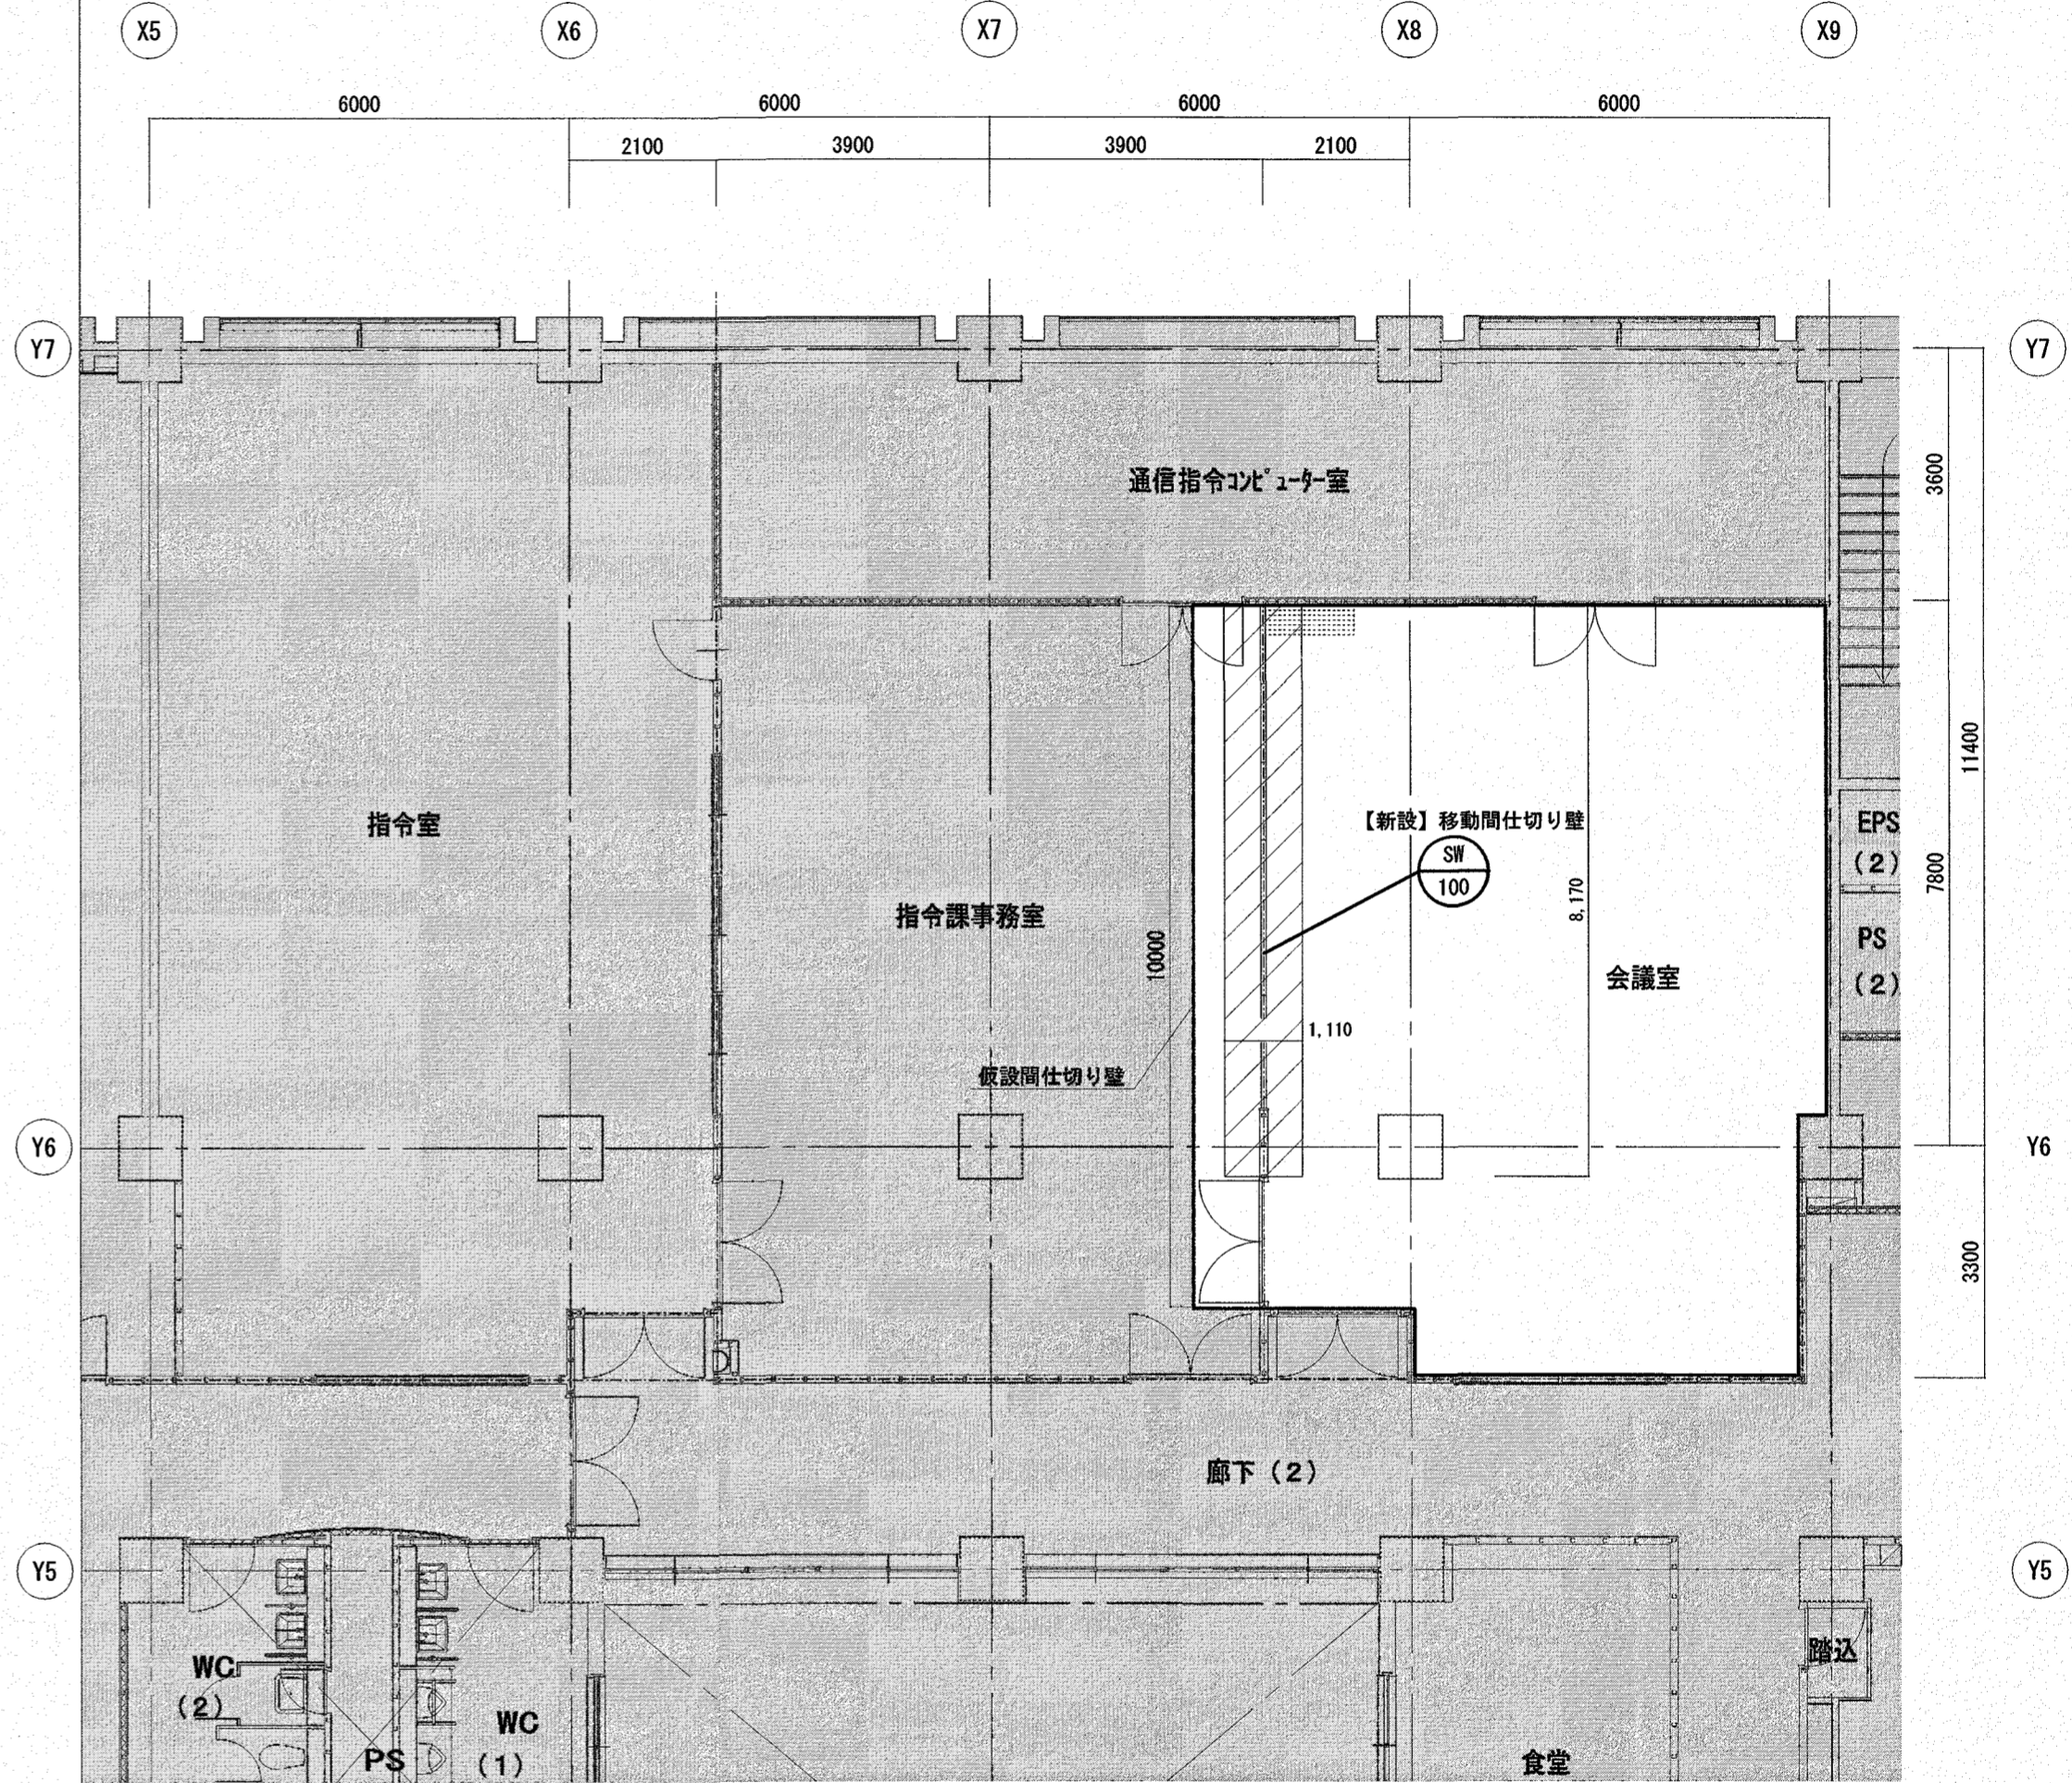 X5
X6
X7
X8
X9
6000
6000
6000
6000
2100
3900
3900
2100
Y7
Y7
3600
通信指令ｺﾝﾋﾟｭｰﾀｰ室
11400
指令室
【新設】移動間仕切り壁
SW
100
EPS
(2)
7800
8,170
指令課事務室
PS
(2)
10000
会議室
1,110
仮設間仕切り壁
Y6
Y6
3300
廊下(2)
Y5
Y5
踏込
WC
(2)
WC
(1)
PS
食堂